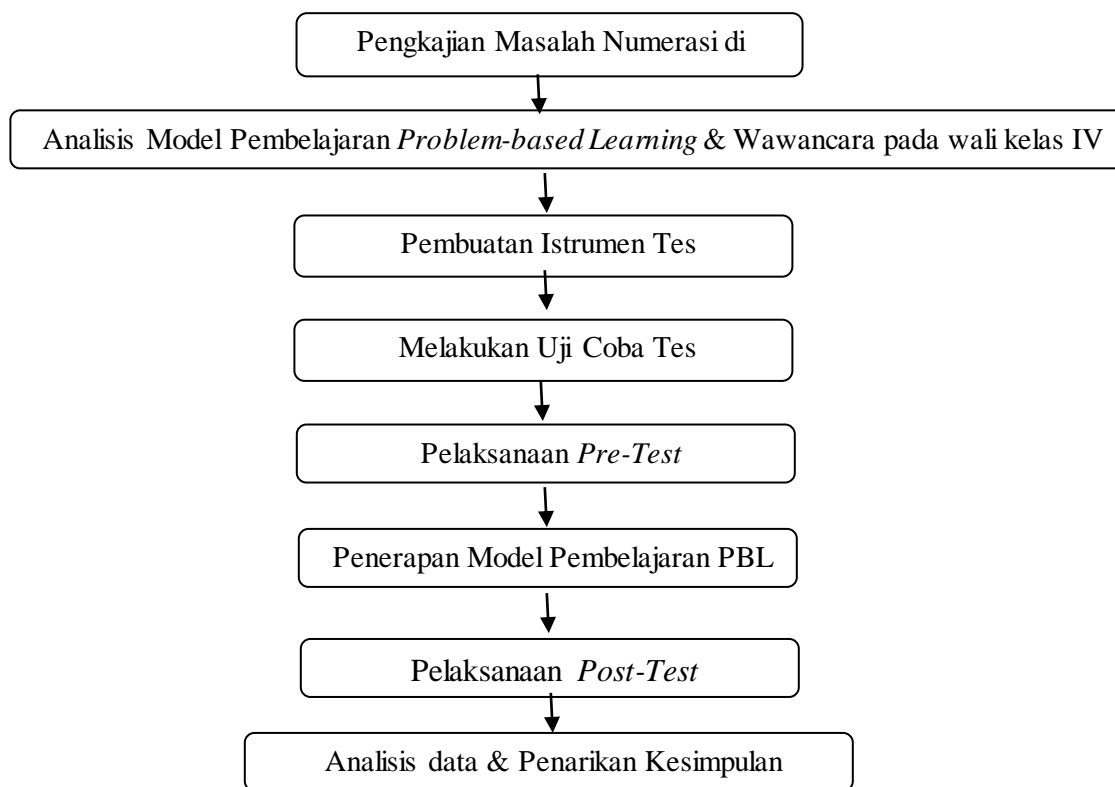 Pengkajian Masalah Numerasi di
Analisis Model Pembelajaran Problem-based Learning & Wawancara pada wali kelas IV
Pembuatan Istrumen Tes
Melakukan Uji Coba Tes
Pelaksanaan Pre-Test
Penerapan Model Pembelajaran PBL
Pelaksanaan Post-Test
Analisis data & Penarikan Kesimpulan